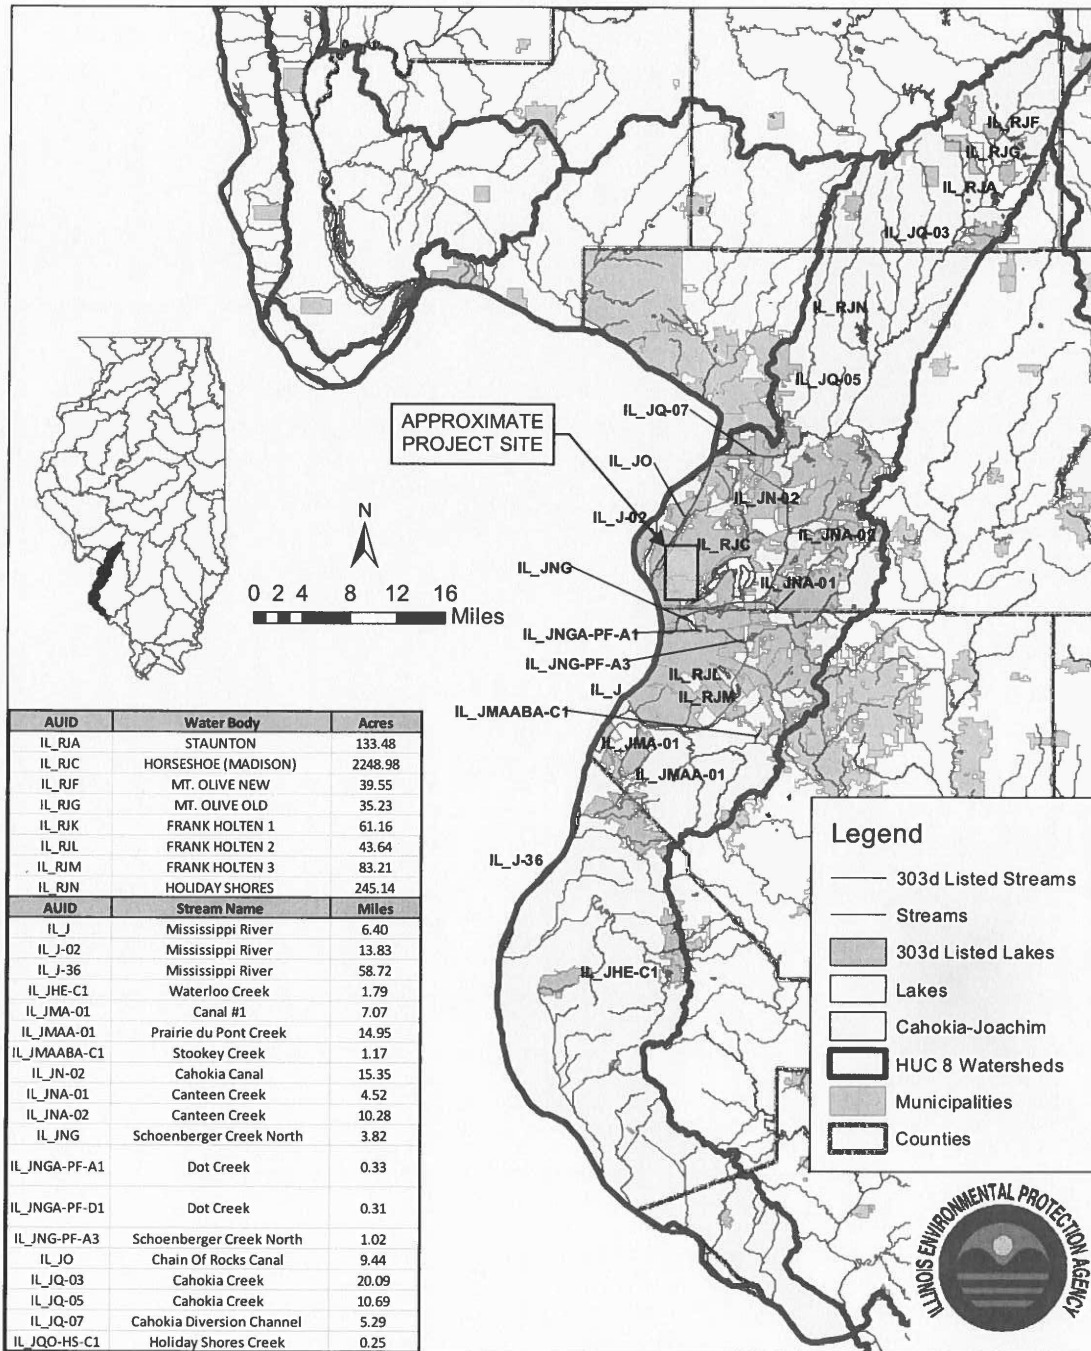 IL_RJF
IL_RJG
IL_RJA
IL_JQ-03
IL_RJN
IL_JQ-05
IL_JQ-07
APPROXIMATE
PROJECT SITE
IL_JO
IL_JN-02
IL_J-02
IL_RJC
IL_JNA-02
N
IL_JNG
IL_JNA-01
0 2 4 8 12 16
Miles
IL_JNGA-PF-A1
IL_JNG-PF-A3
IL_RJL
IL_J
IL_RJM
IL_JMAABA-C1
IL_JMA-01
IL_JMAA-01
IL_J-36
IL_JHE-C1
AUID Water Body Acres
IL_RJA STAUNTON 133.48
IL_RJC HORSESHOE (MADISON) 2248.98
IL_RJF MT. OLIVE NEW 39.55
IL_RJG MT. OLIVE OLD 35.23
IL_RJK FRANK HOLTEN 1 61.16
IL_RJL FRANK HOLTEN 2 43.64
IL_RJM FRANK HOLTEN 3 83.21
IL_RJN HOLIDAY SHORES 245.14
AUID Stream Name Miles
IL_J Mississippi River 6.40
IL_J-02 Mississippi River 13.83
IL_J-36 Mississippi River 58.72
IL_JHE-C1 Waterloo Creek 1.79
IL_JMA-01 Canal #1 7.07
IL_JMAA-01 Prairie du Pont Creek 14.95
IL_JMAABA-C1 Stookey Creek 1.17
IL_JN-02 Cahokia Canal 15.35
IL_JNA-01 Canteen Creek 4.52
IL_JNA-02 Canteen Creek 10.28
IL_JNG Schoenberger Creek North 3.82
IL_JNGA-PF-A1 Dot Creek 0.33
IL_JNGA-PF-D1 Dot Creek 0.31
IL_JNG-PF-A3 Schoenberger Creek North 1.02
IL_JO Chain Of Rocks Canal 9.44
IL_JQ-03 Cahokia Creek 20.09
IL_JQ-05 Cahokia Creek 10.69
IL_JQ-07 Cahokia Diversion Channel 5.29
IL_JQO-HS-C1 Holiday Shores Creek 0.25
Legend
303d Listed Streams
Streams
303d Listed Lakes
Lakes
Cahokia-Joachim
HUC 8 Watersheds
Municipalities
Counties
ILLINOIS ENVIRONMENTAL PROTECTION AGENCY